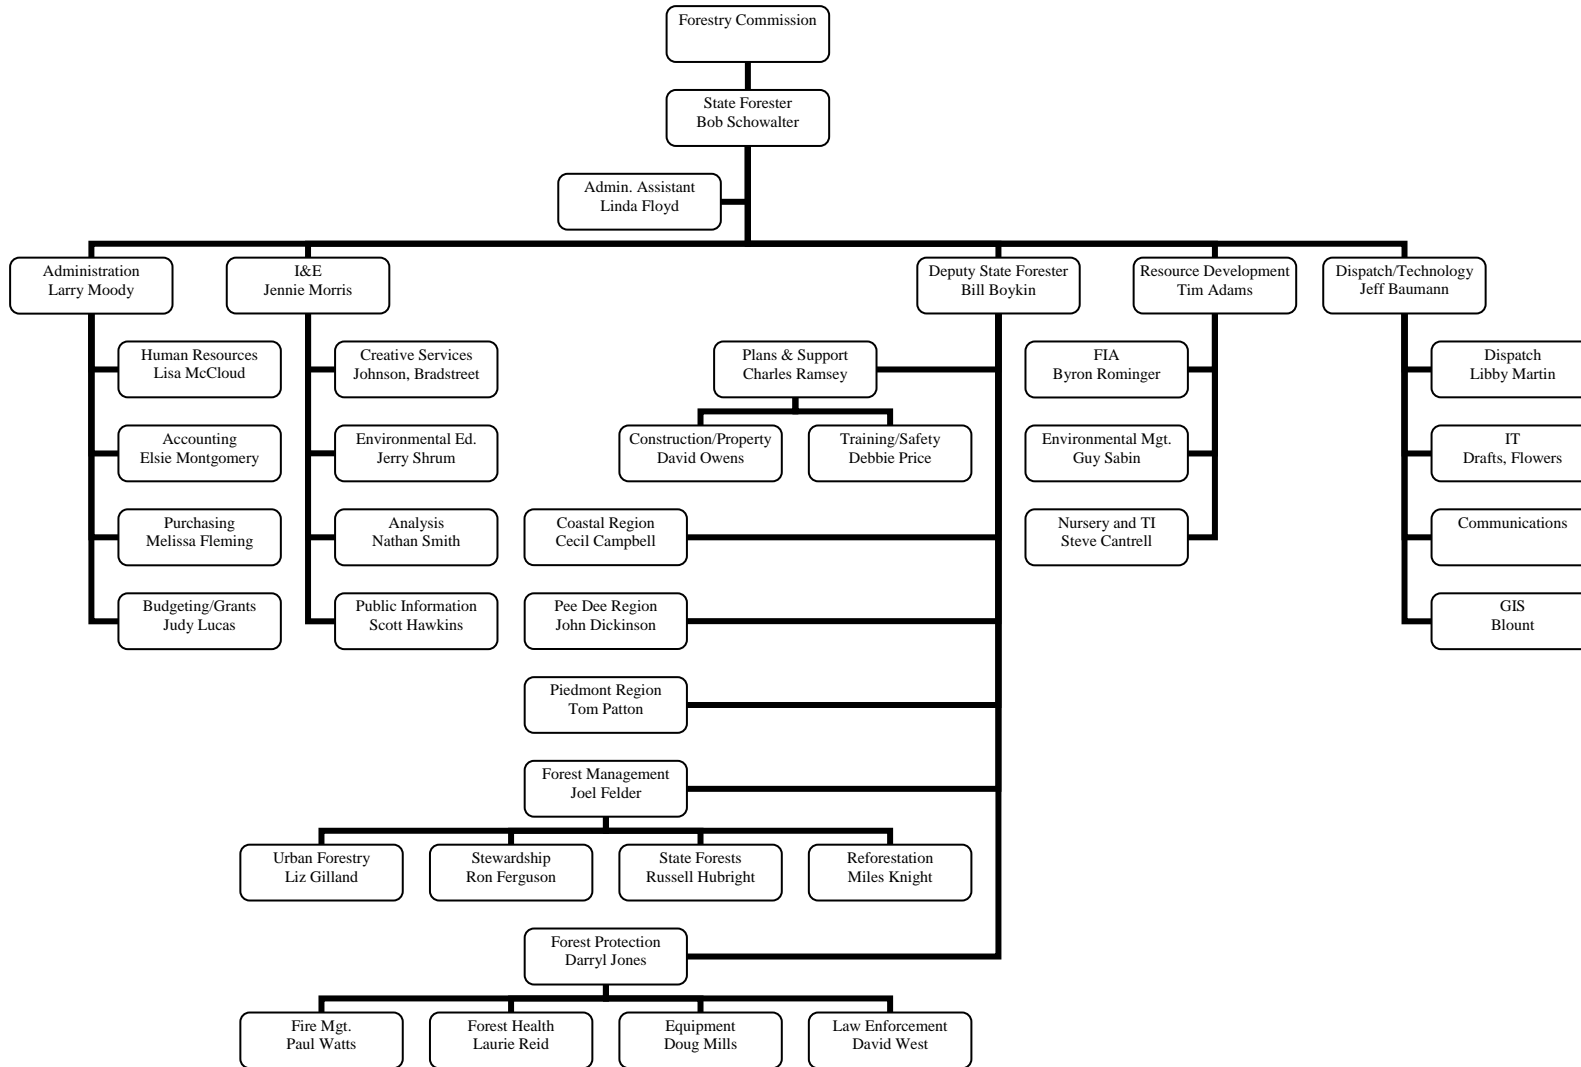 Forestry Commission
State Forester
Bob Schowalter
Admin. Assistant
Linda Floyd
Administration
Larry Moody
I&E
Jennie Morris
Deputy State Forester
Bill Boykin
Resource Development
Tim Adams
Dispatch/Technology
Jeff Baumann
Human Resources
Lisa McCloud
Creative Services
Johnson, Bradstreet
Plans & Support
Charles Ramsey
FIA
Byron Rominger
Dispatch
Libby Martin
Accounting
Elsie Montgomery
Environmental Ed.
Jerry Shrum
Construction/Property
David Owens
Training/Safety
Debbie Price
Environmental Mgt.
Guy Sabin
IT
Drafts, Flowers
Purchasing
Melissa Fleming
Analysis
Nathan Smith
Coastal Region
Cecil Campbell
Nursery and TI
Steve Cantrell
Communications
Budgeting/Grants
Judy Lucas
Public Information
Scott Hawkins
Pee Dee Region
John Dickinson
GIS
Blount
Piedmont Region
Tom Patton
Forest Management
Joel Felder
Urban Forestry
Liz Gilland
Stewardship
Ron Ferguson
State Forests
Russell Hubright
Reforestation
Miles Knight
Forest Protection
Darryl Jones
Fire Mgt.
Paul Watts
Forest Health
Laurie Reid
Equipment
Doug Mills
Law Enforcement
David West